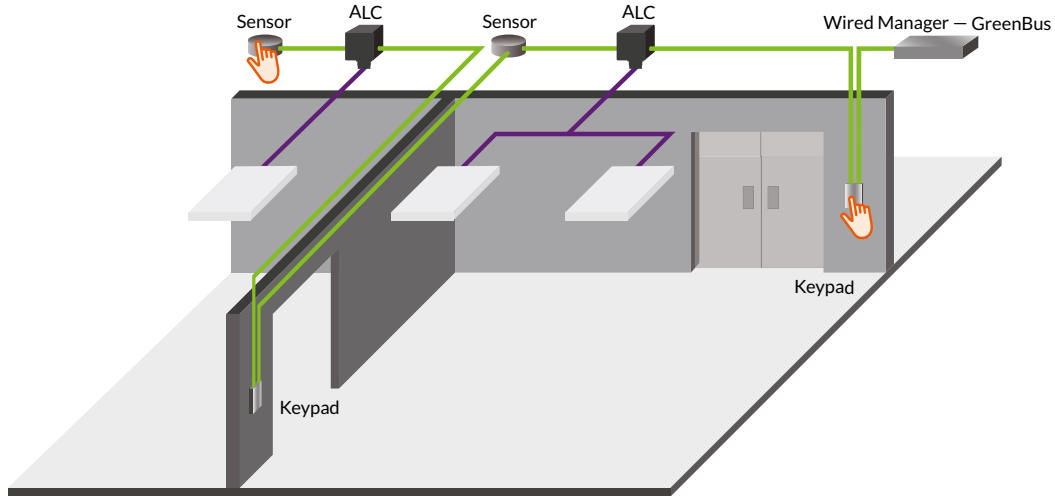 Sensor
ALC
Sensor
ALC
Wired Manager – GreenBus
Keypad
Keypad